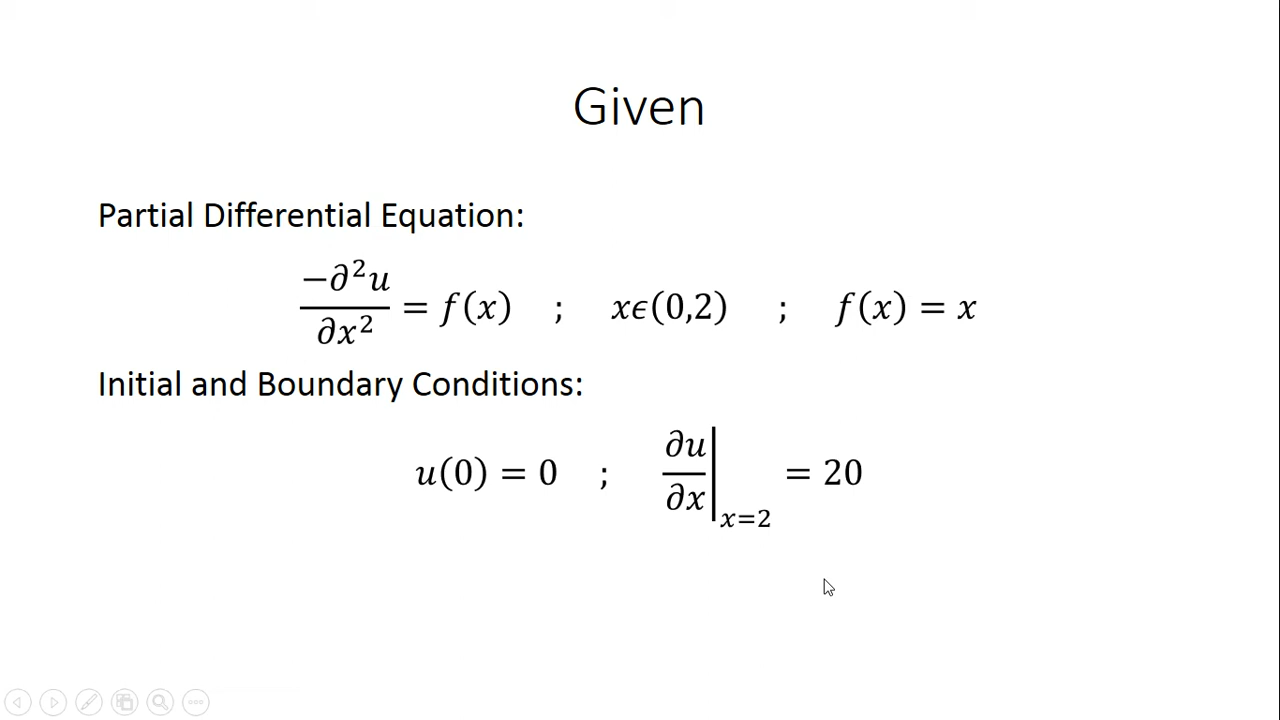 Given
Partial Differential Equation:
−∂²u/∂x² = f(x) ; xϵ(0,2) ; f(x) = x
Initial and Boundary Conditions:
u(0) = 0 ; ∂u/∂x|ₓ₌₂ = 20